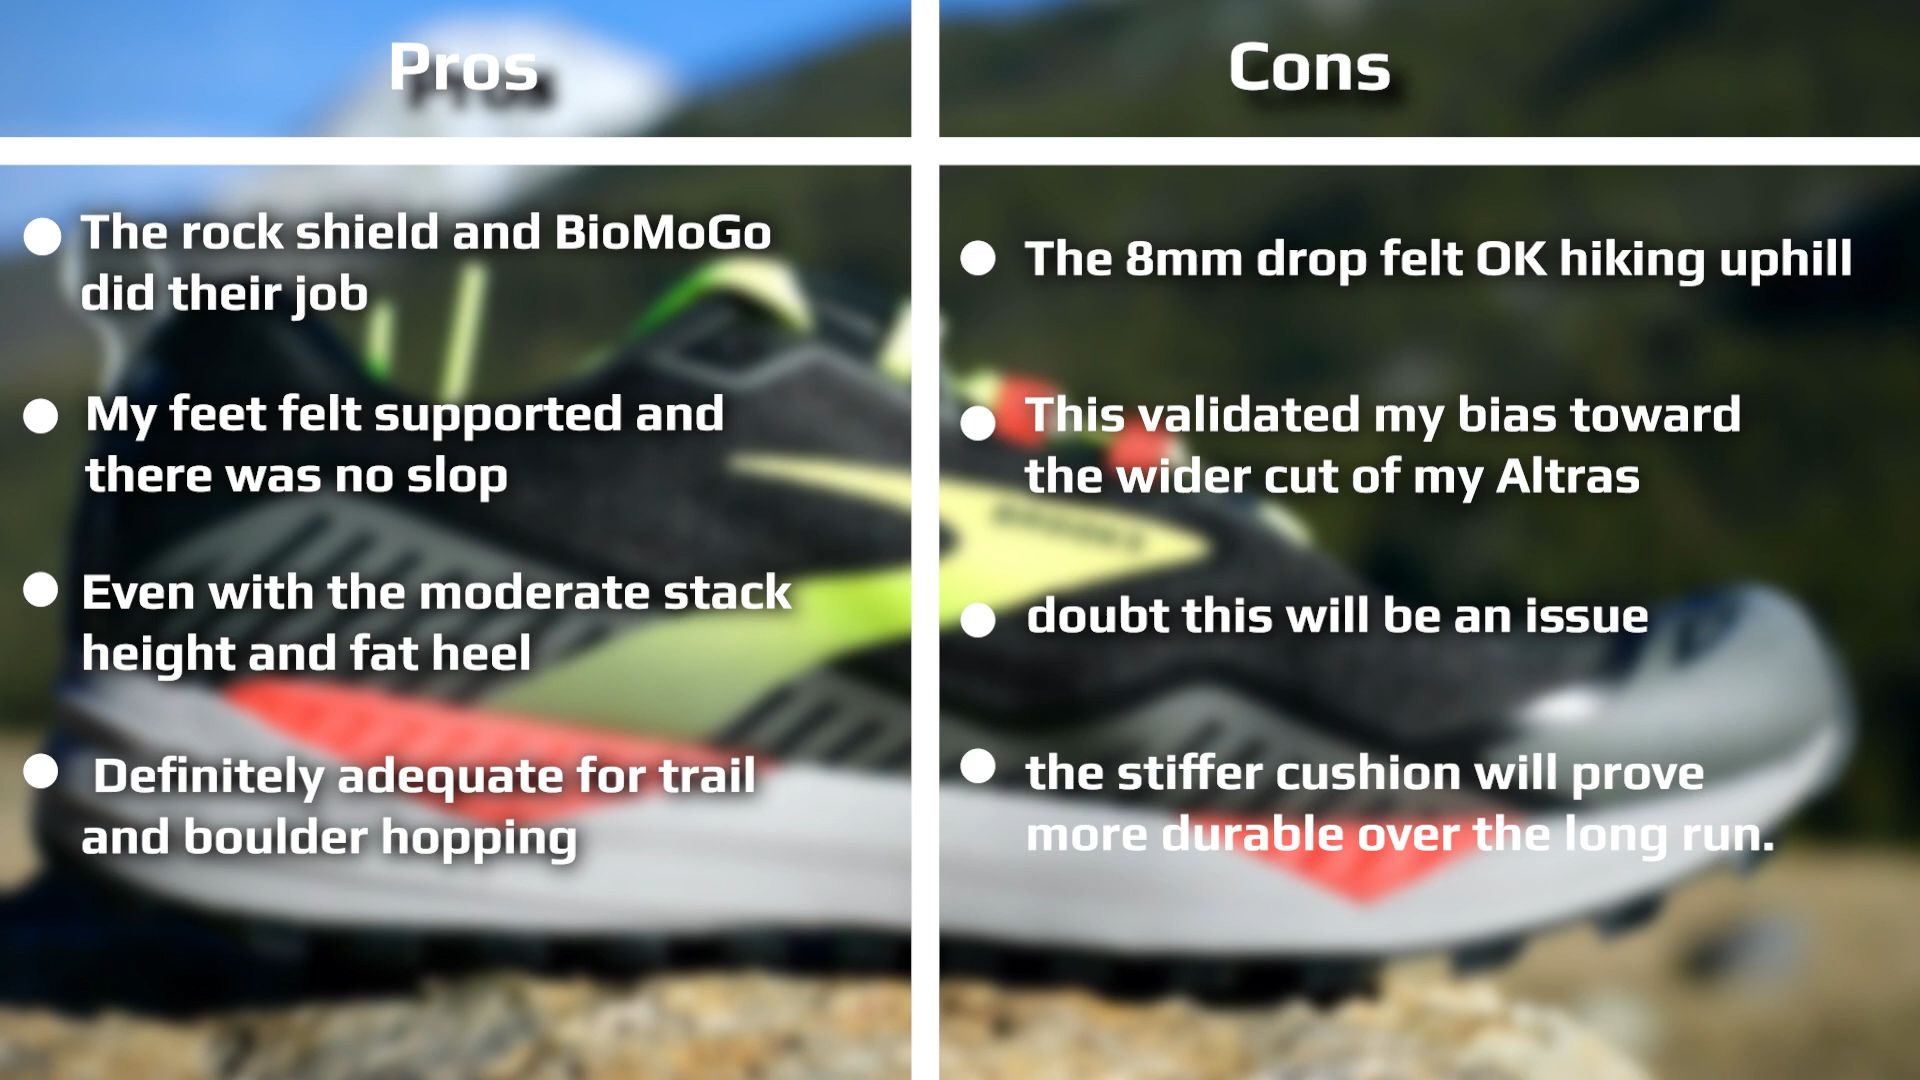 Pros
Cons
The rock shield and BioMoGo
did their job
My feet felt supported and
there was no slop
Even with the moderate stack
height and fat heel
Definitely adequate for trail
and boulder hopping
The 8mm drop felt OK hiking uphill
This validated my bias toward
the wider cut of my Altras
doubt this will be an issue
the stiffer cushion will prove
more durable over the long run.